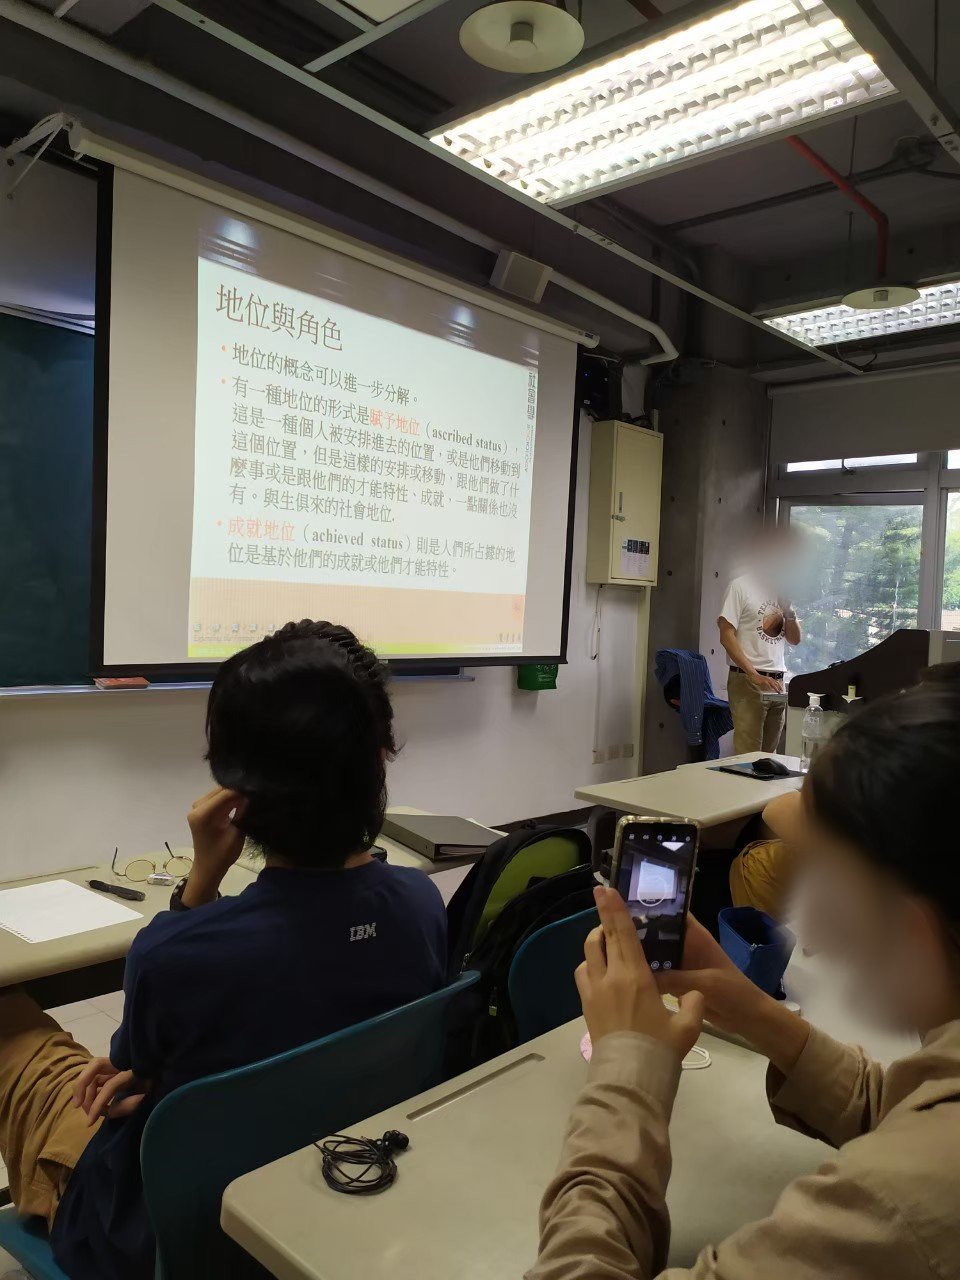 地位與角色
• 地位的概念可以進一步分解。
• 有一種地位的形式是賦予地位（ascribed status），
這是一種個人被安排進去的位置，或是他們移動到
這個位置，但是這樣的安排或移動，跟他們做了什
麼事或是跟他們的才能特性、成就，一點關係也沒
有。與生俱來的社會地位.
• 成就地位（achieved status）則是人們所占據的地
位是基於他們的成就或他們才能特性。
社會學
IBM